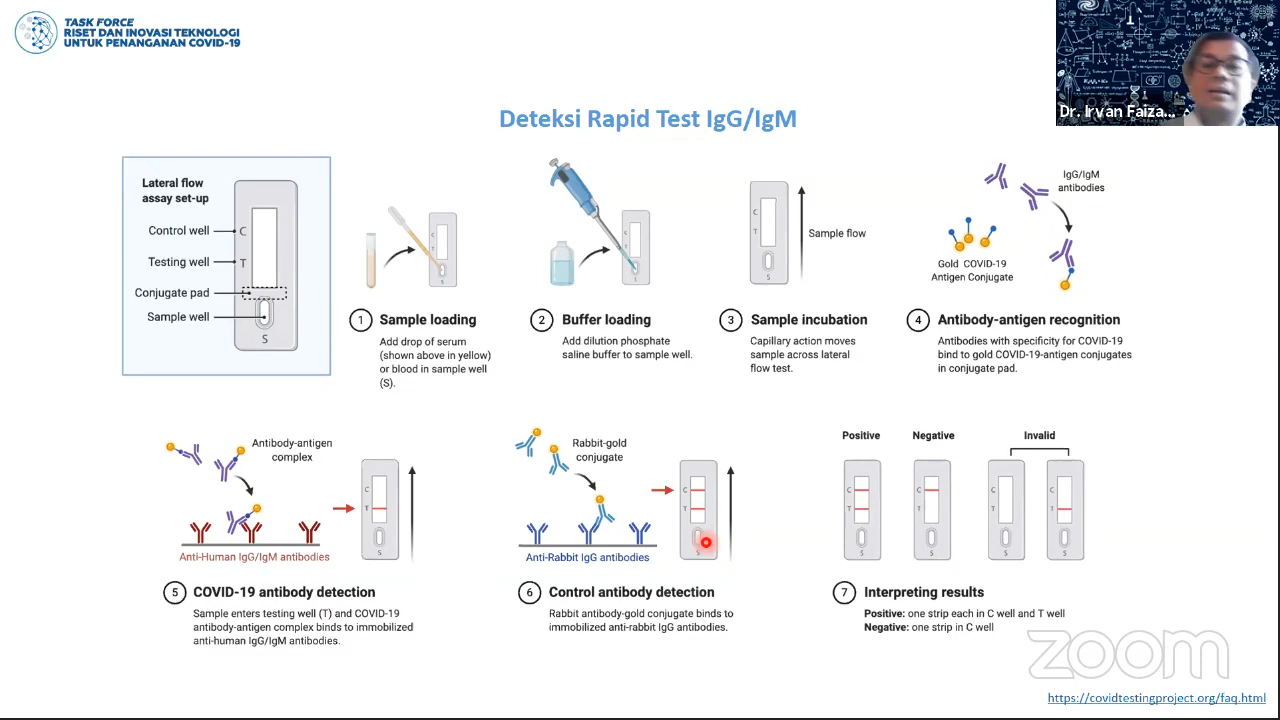 TASK FORCE
RISET DAN INOVASI TEKNOLOGI
UNTUK PENANGANAN COVID-19
Dr. Irvan Faiza...
Deteksi Rapid Test IgG/IgM
Lateral flow
assay set-up
Control well
Testing well
Conjugate pad
Sample well
C
T
S
C
T
S
1 Sample loading
Add drop of serum
(shown above in yellow)
or blood in sample well
(S).
C
T
S
2 Buffer loading
Add dilution phosphate
saline buffer to sample well.
C
T
S
Sample flow
3 Sample incubation
Capillary action moves
sample across lateral
flow test.
IgG/IgM
antibodies
Gold COVID-19
Antigen Conjugate
4 Antibody-antigen recognition
Antibodies with specificity for COVID-19
bind to gold COVID-19-antigen conjugates
in conjugate pad.
Antibody-antigen
complex
C
T
S
Anti-Human IgG/IgM antibodies
5 COVID-19 antibody detection
Sample enters testing well (T) and COVID-19
antibody-antigen complex binds to immobilized
anti-human IgG/IgM antibodies.
Rabbit-gold
conjugate
C
T
S
Anti-Rabbit IgG antibodies
6 Control antibody detection
Rabbit antibody-gold conjugate binds to
immobilized anti-rabbit IgG antibodies.
Positive Negative Invalid
C C C C
T T T T
S S S S
7 Interpreting results
Positive: one strip each in C well and T well
Negative: one strip in C well
zoom
https://covidtestingproject.org/faq.html